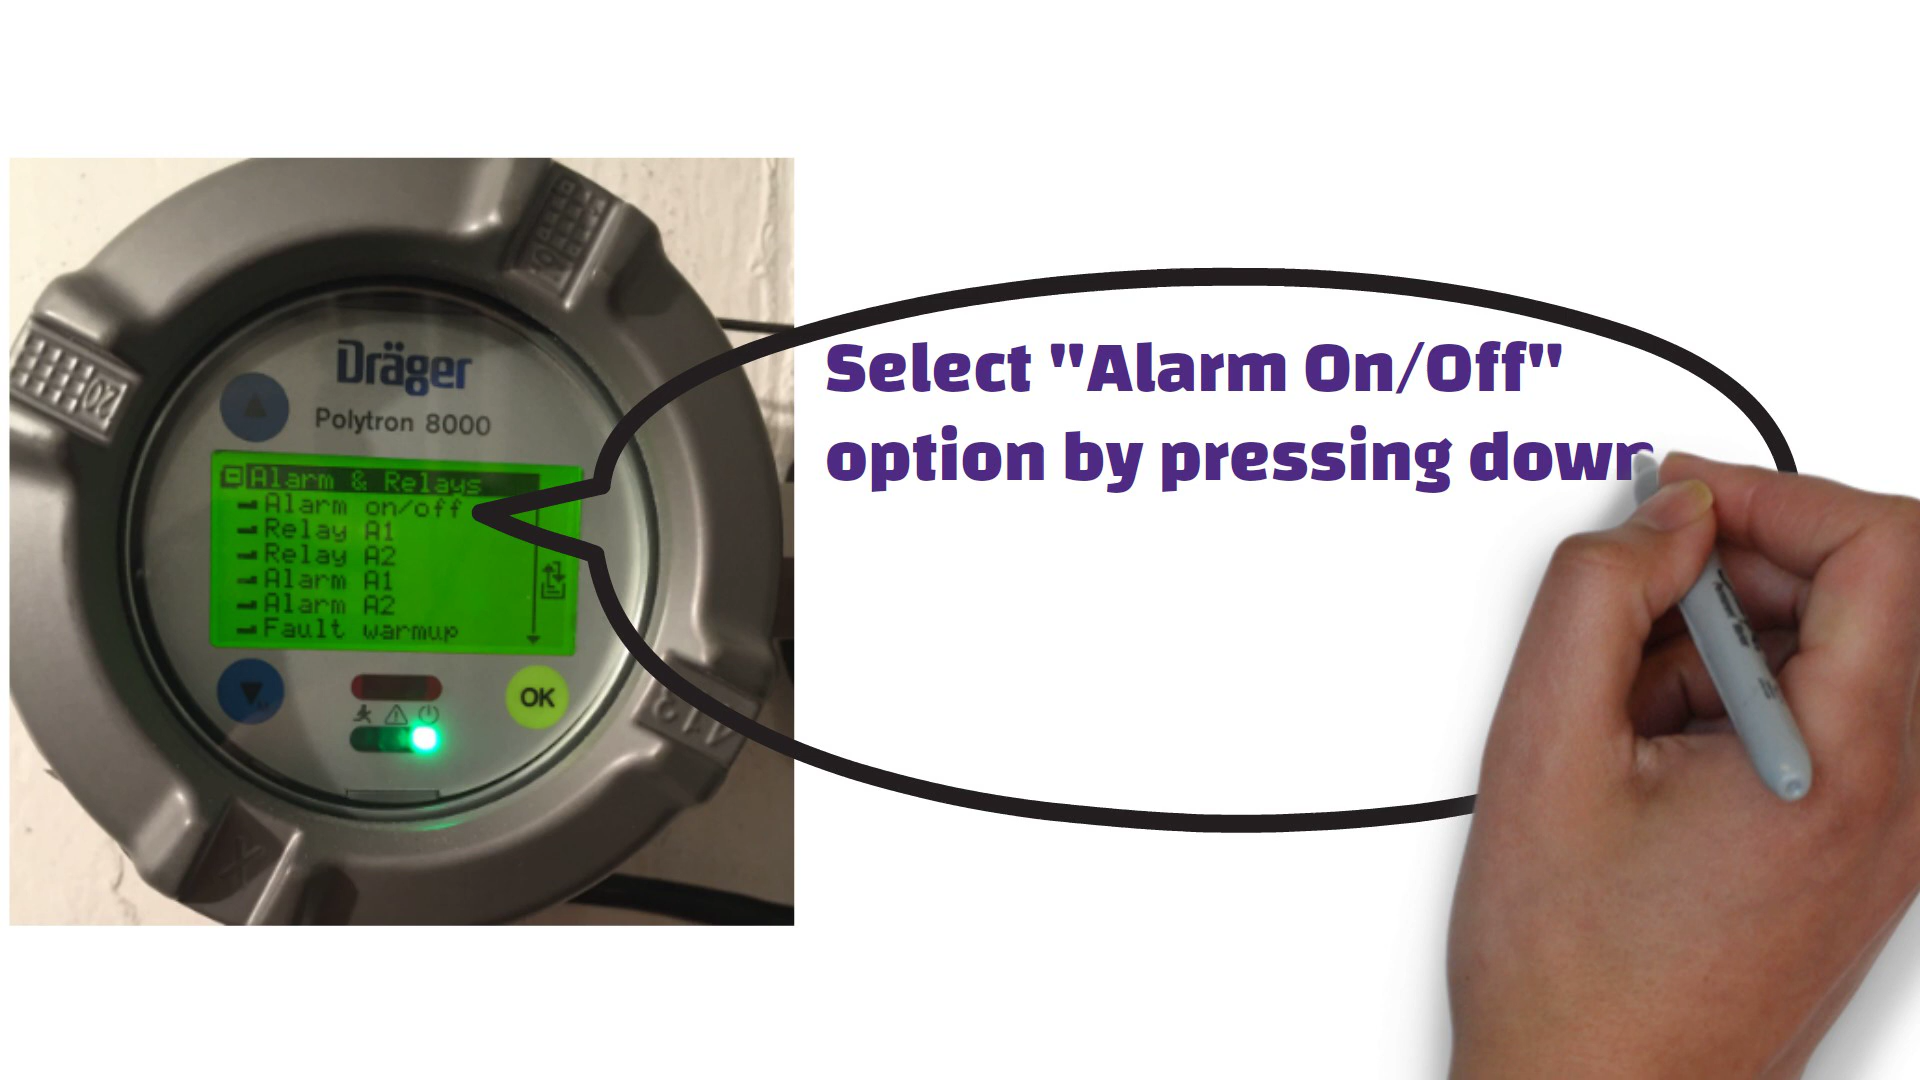 Dräger
Polytron 8000
Alarm & Relays
Alarm on/off
Relay A1
Relay A2
Alarm A1
Alarm A2
Fault warmup
OK
Select "Alarm On/Off"
option by pressing down
20